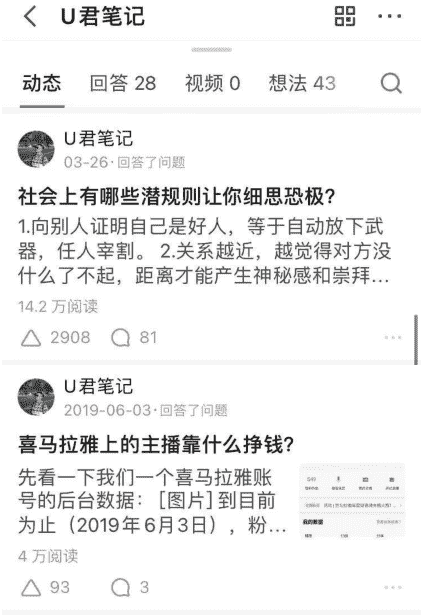 U君笔记
动态 回答 28 视频 0 想法 43
U君笔记
03-26 · 回答了问题
社会上有哪些潜规则让你细思恐极?
1.向别人证明自己是好人，等于自动放下武
器，任人宰割。 2.关系越近，越觉得对方没
什么了不起，距离才能产生神秘感和崇拜...
14.2 万阅读
2908 81
U君笔记
2019-06-03 · 回答了问题
喜马拉雅上的主播靠什么挣钱?
先看一下我们一个喜马拉雅账
号的后台数据：[图片] 到目前
为止（2019 年 6 月 3 日），粉...
我的数据
4 万阅读
93 3